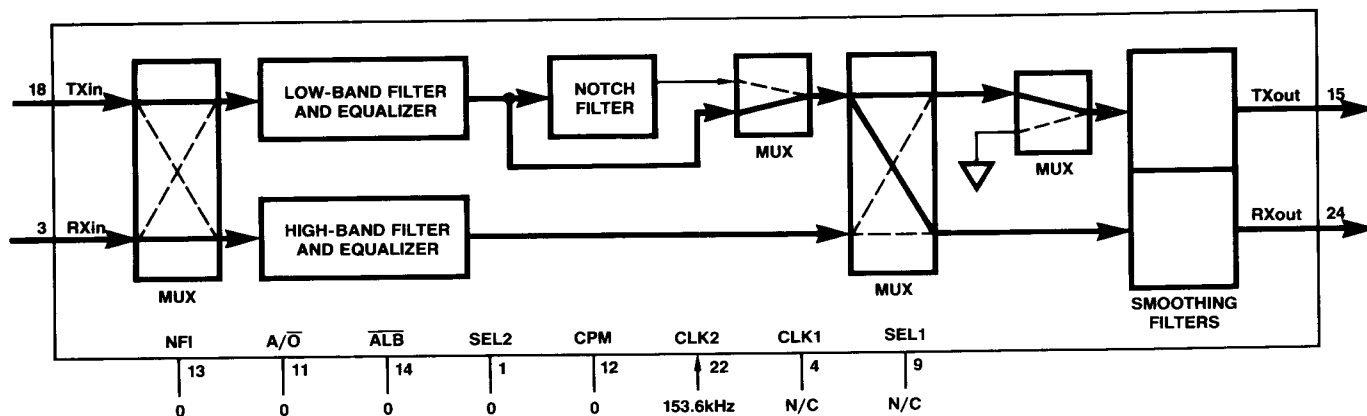 18 TXin
LOW-BAND FILTER
AND EQUALIZER
NOTCH
FILTER
MUX
MUX
TXout 15
3 RXin
HIGH-BAND FILTER
AND EQUALIZER
RXout 24
MUX
MUX
SMOOTHING
FILTERS
NFI A/O̅ A̅L̅B̅ SEL2 CPM CLK2 CLK1 SEL1
13 11 14 1 12 22 4 9
0 0 0 0 0 153.6kHz N/C N/C